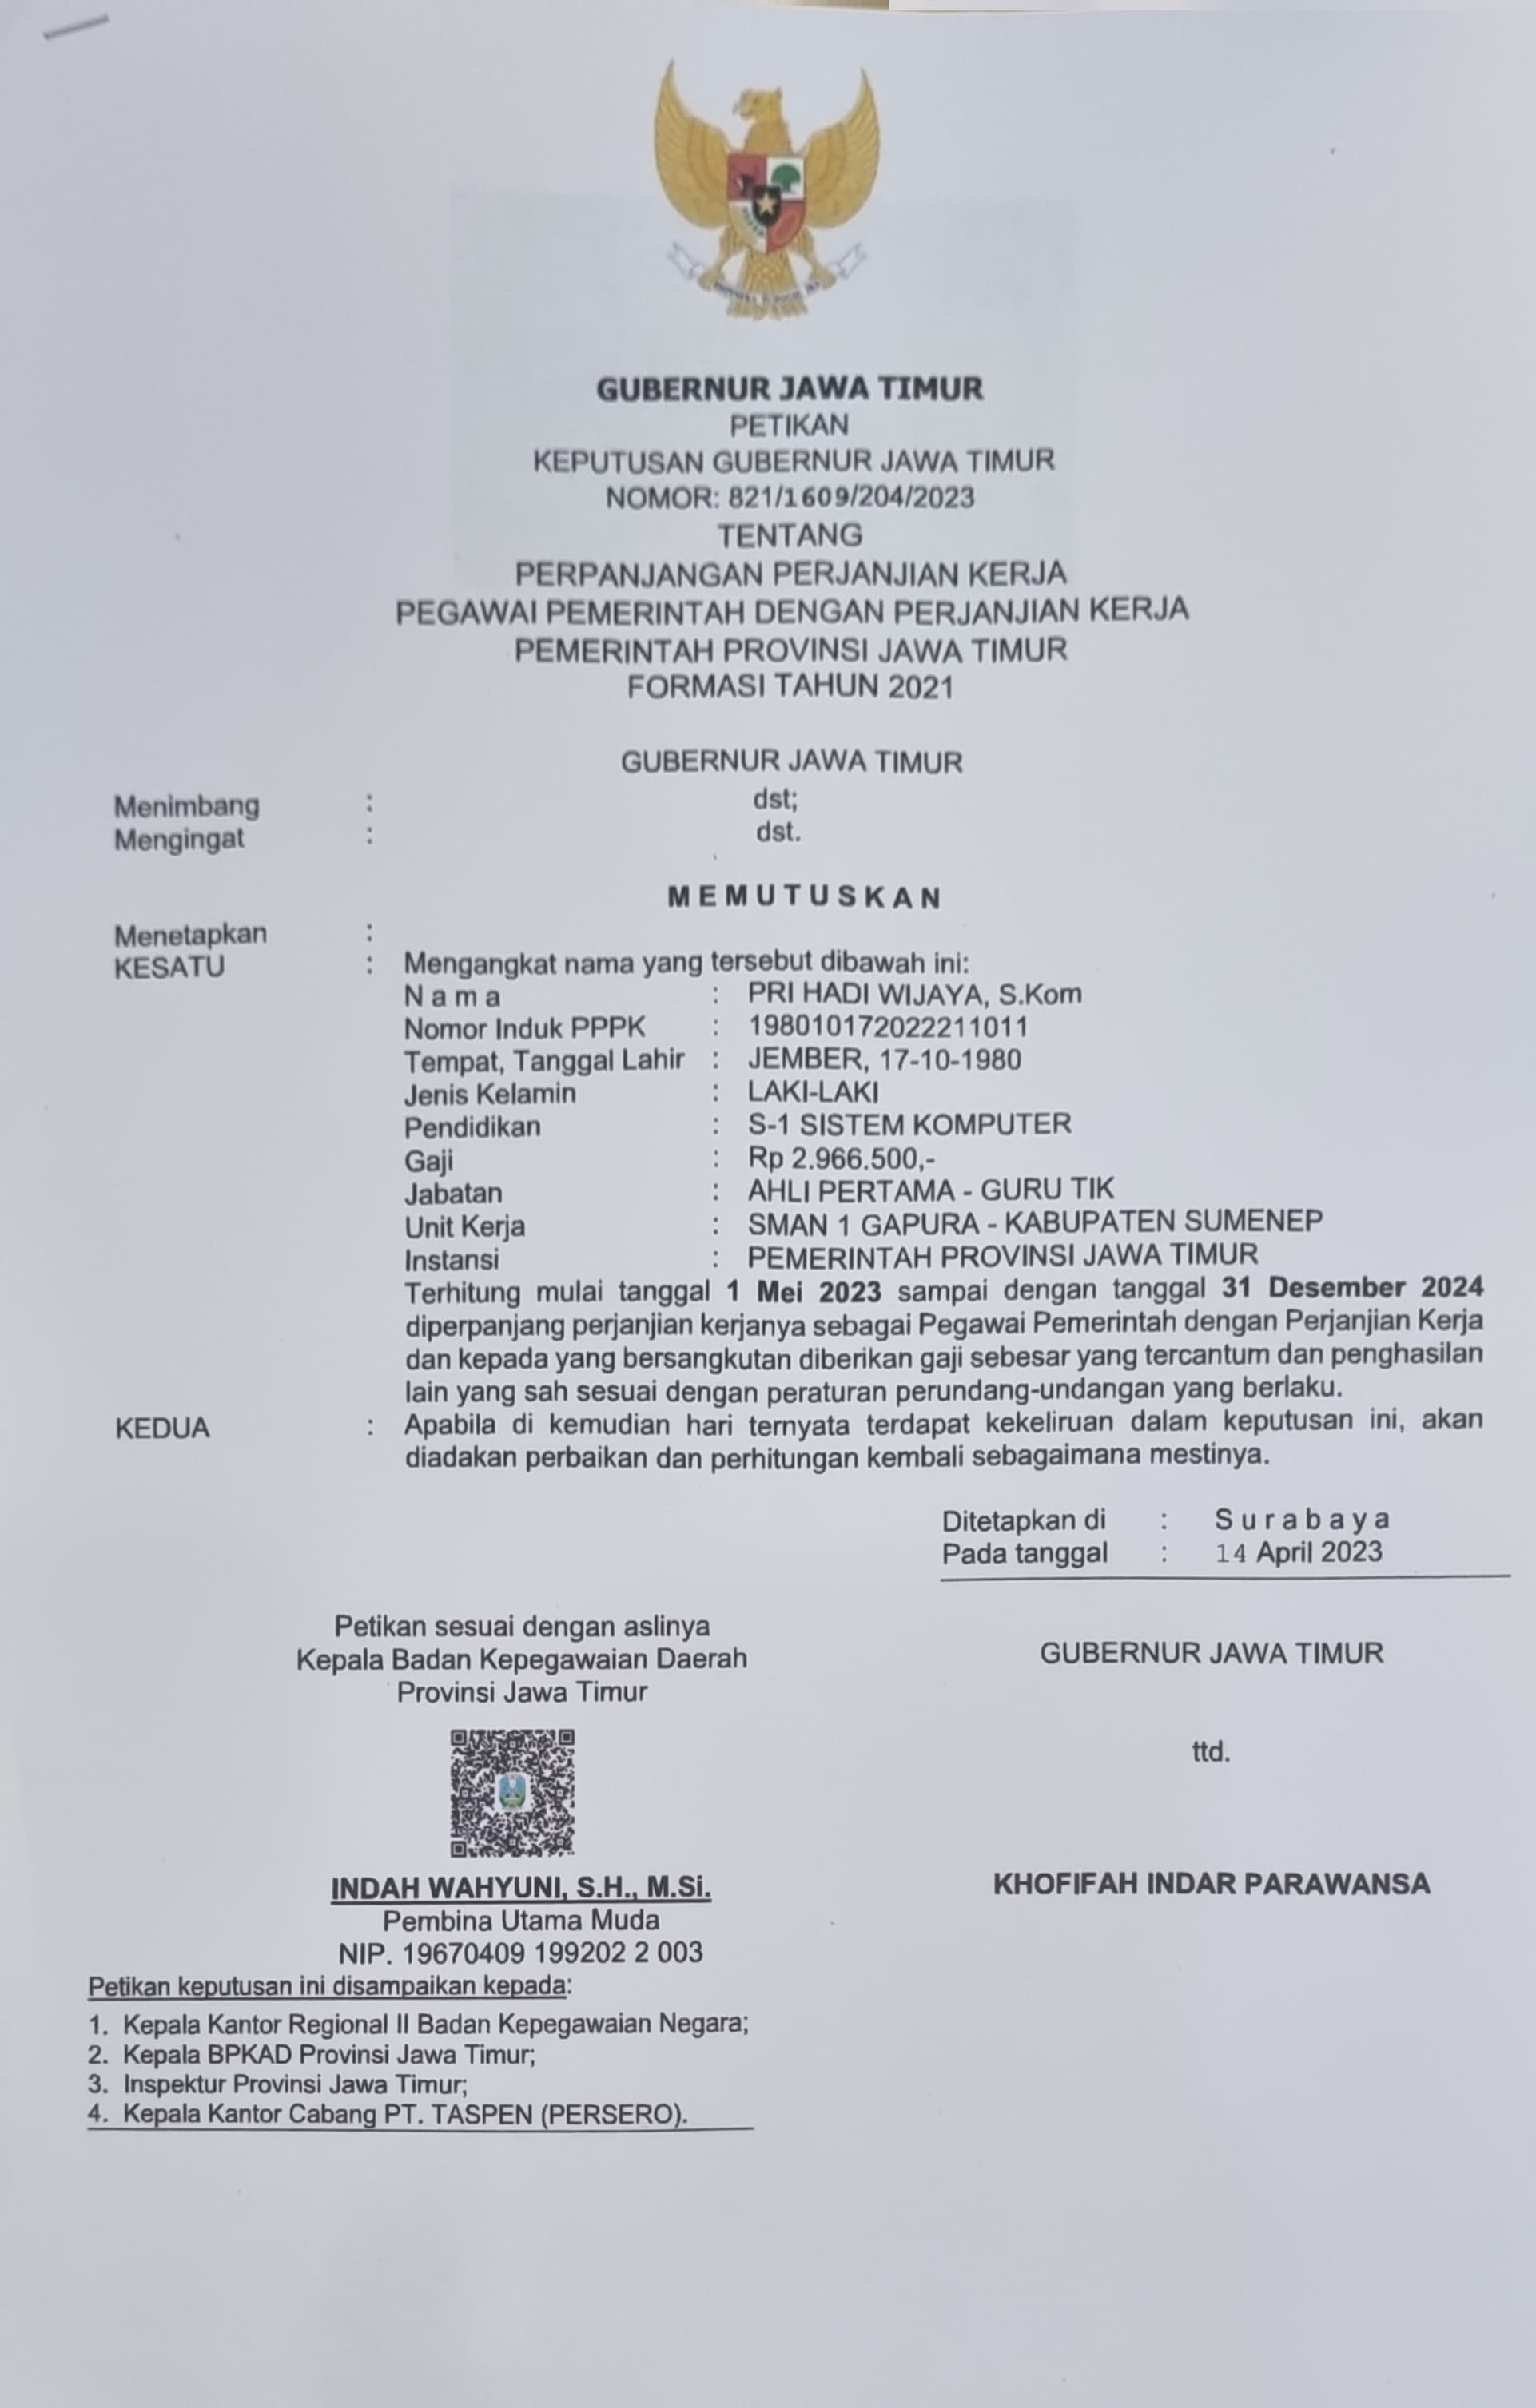 GUBERNUR JAWA TIMUR
PETIKAN
KEPUTUSAN GUBERNUR JAWA TIMUR
NOMOR: 821/1609/204/2023
TENTANG
PERPANJANGAN PERJANJIAN KERJA
PEGAWAI PEMERINTAH DENGAN PERJANJIAN KERJA
PEMERINTAH PROVINSI JAWA TIMUR
FORMASI TAHUN 2021
GUBERNUR JAWA TIMUR
Menimbang : dst;
Mengingat : dst.
MEMUTUSKAN
Menetapkan :
KESATU : Mengangkat nama yang tersebut dibawah ini:
N a m a : PRI HADI WIJAYA, S.Kom
Nomor Induk PPPK : 198010172022211011
Tempat, Tanggal Lahir : JEMBER, 17-10-1980
Jenis Kelamin : LAKI-LAKI
Pendidikan : S-1 SISTEM KOMPUTER
Gaji : Rp 2.966.500,-
Jabatan : AHLI PERTAMA - GURU TIK
Unit Kerja : SMAN 1 GAPURA - KABUPATEN SUMENEP
Instansi : PEMERINTAH PROVINSI JAWA TIMUR
Terhitung mulai tanggal 1 Mei 2023 sampai dengan tanggal 31 Desember 2024
diperpanjang perjanjian kerjanya sebagai Pegawai Pemerintah dengan Perjanjian Kerja
dan kepada yang bersangkutan diberikan gaji sebesar yang tercantum dan penghasilan
lain yang sah sesuai dengan peraturan perundang-undangan yang berlaku.
KEDUA : Apabila di kemudian hari ternyata terdapat kekeliruan dalam keputusan ini, akan
diadakan perbaikan dan perhitungan kembali sebagaimana mestinya.
Ditetapkan di : S u r a b a y a
Pada tanggal : 14 April 2023
Petikan sesuai dengan aslinya
Kepala Badan Kepegawaian Daerah
Provinsi Jawa Timur
INDAH WAHYUNI, S.H., M.Si.
Pembina Utama Muda
NIP. 19670409 199202 2 003
GUBERNUR JAWA TIMUR
ttd.
KHOFIFAH INDAR PARAWANSA
Petikan keputusan ini disampaikan kepada:
1. Kepala Kantor Regional II Badan Kepegawaian Negara;
2. Kepala BPKAD Provinsi Jawa Timur;
3. Inspektur Provinsi Jawa Timur;
4. Kepala Kantor Cabang PT. TASPEN (PERSERO).